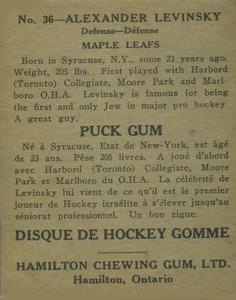 No. 36—ALEXANDER LEVINSKY
Defense—Défense
MAPLE LEAFS
Born in Syracuse, N.Y., some 23 years ago.
Weight, 205 lbs. First played with Harbord
(Toronto) Collegiate, Moore Park and Marl-
boro O.H.A. Levinsky is famous for being
the first and only Jew in major pro hockey
A great guy.
PUCK GUM
Né à Syracuse, Etat de New-York, est âgé
de 23 ans. Pèse 205 livres. A joué d'abord
avec Harbord (Toronto) Collegiate, Moore
Park et Marlboro du O.H.A. La célébrité de
Levinsky lui vient de ce qu'il est le premier
joueur de Hockey israélite à s'élever jusqu'au
séniorat professionnel. Un bon zigue.
DISQUE DE HOCKEY GOMME
HAMILTON CHEWING GUM, LTD.
Hamilton, Ontario